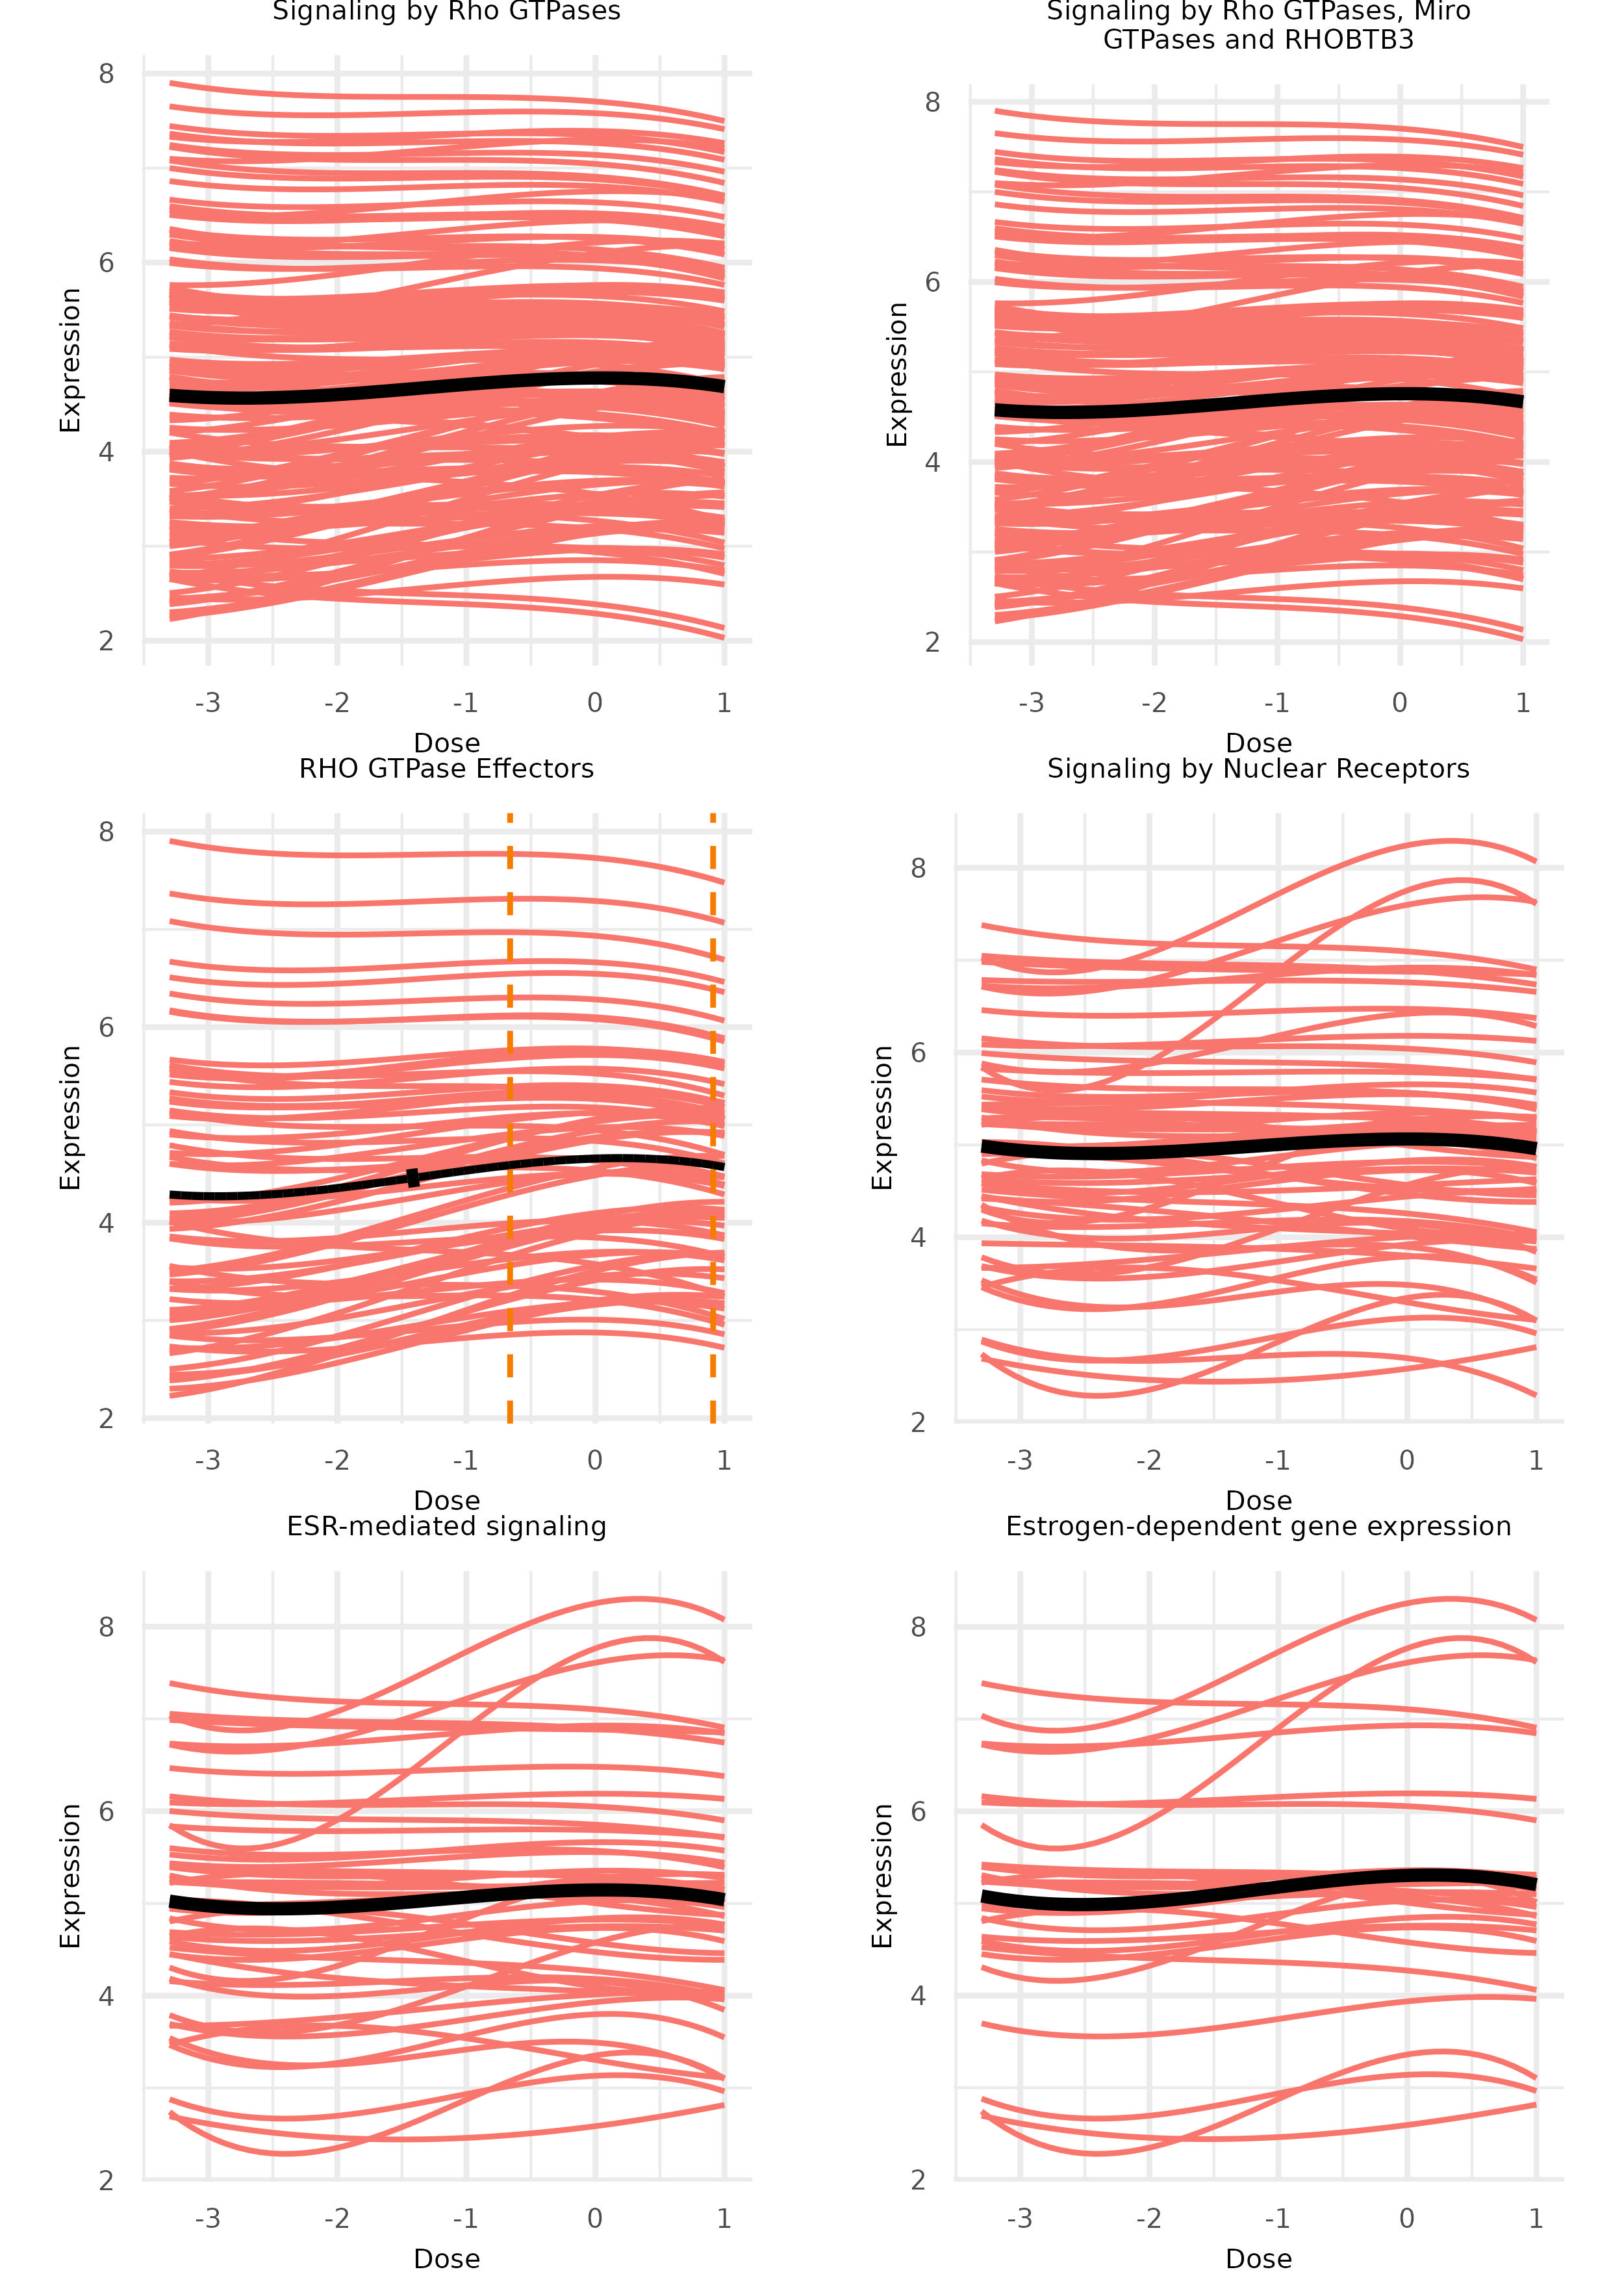 Signaling by Rho GTPases
8
6
4
2
Expression
-3 -2 -1 0 1
Dose
Signaling by Rho GTPases, Miro
GTPases and RHOBTB3
8
6
4
2
Expression
-3 -2 -1 0 1
Dose
RHO GTPase Effectors
8
6
4
2
Expression
-3 -2 -1 0 1
Dose
Signaling by Nuclear Receptors
8
6
4
2
Expression
-3 -2 -1 0 1
Dose
ESR-mediated signaling
8
6
4
2
Expression
-3 -2 -1 0 1
Dose
Estrogen-dependent gene expression
8
6
4
2
Expression
-3 -2 -1 0 1
Dose